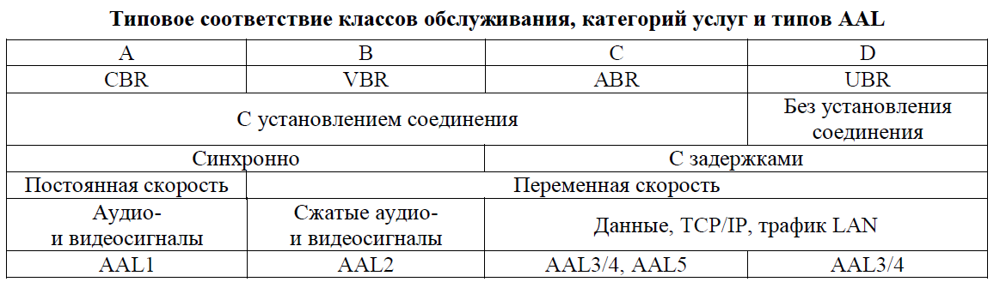 Типовое соответствие классов обслуживания, категорий услуг и типов AAL
A B C D
CBR VBR ABR UBR
С установлением соединения Без установления
соединения
Синхронно С задержками
Постоянная скорость Переменная скорость
Аудио- Сжатые аудио- Данные, TCP/IP, трафик LAN
и видеосигналы и видеосигналы
AAL1 AAL2 AAL3/4, AAL5 AAL3/4